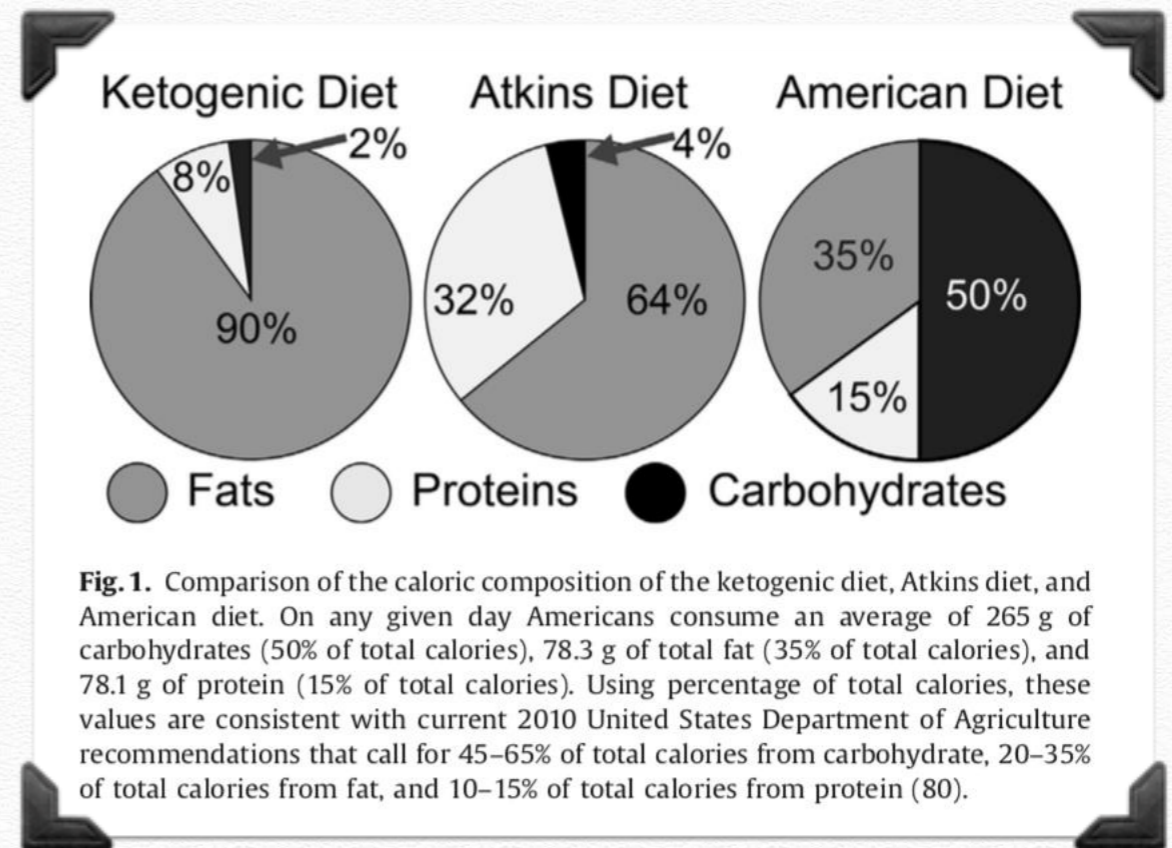 Ketogenic Diet
Atkins Diet
American Diet
2%
8%
90%
4%
32%
64%
35%
50%
15%
Fats
Proteins
Carbohydrates
Fig. 1. Comparison of the caloric composition of the ketogenic diet, Atkins diet, and
American diet. On any given day Americans consume an average of 265 g of
carbohydrates (50% of total calories), 78.3 g of total fat (35% of total calories), and
78.1 g of protein (15% of total calories). Using percentage of total calories, these
values are consistent with current 2010 United States Department of Agriculture
recommendations that call for 45–65% of total calories from carbohydrate, 20–35%
of total calories from fat, and 10–15% of total calories from protein (80).